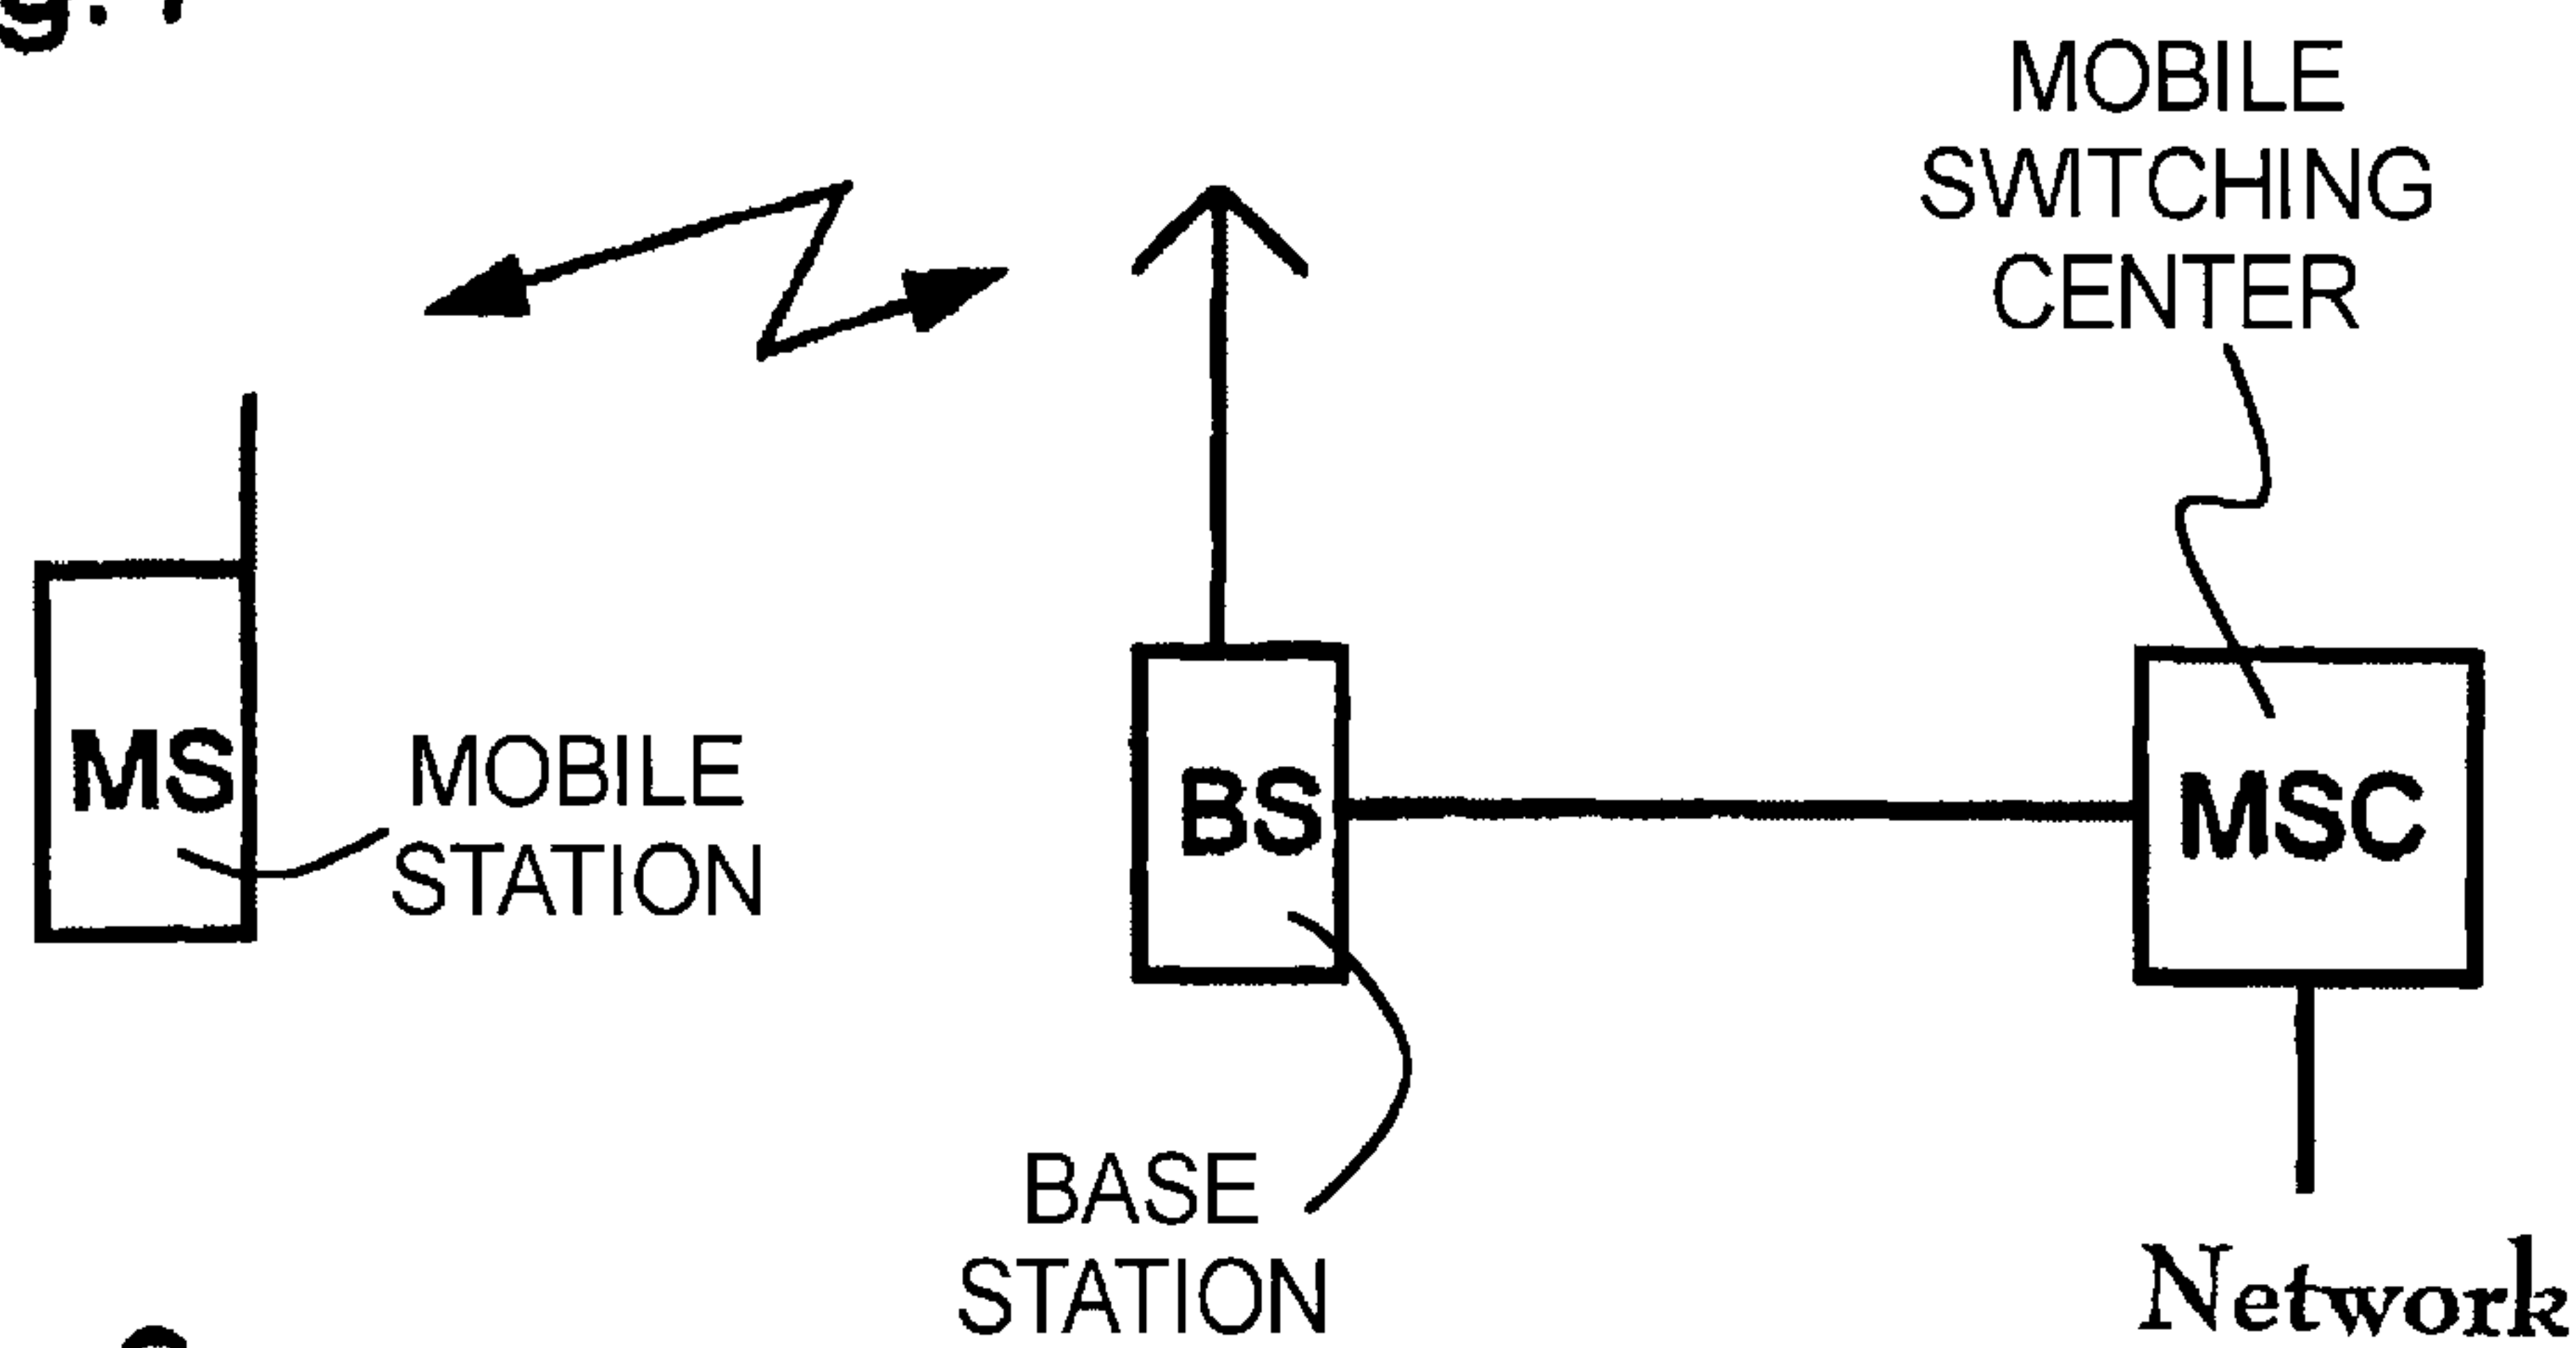 MOBILE
SWITCHING
CENTER
MS
MOBILE
STATION
BS
MSC
BASE
STATION
Network